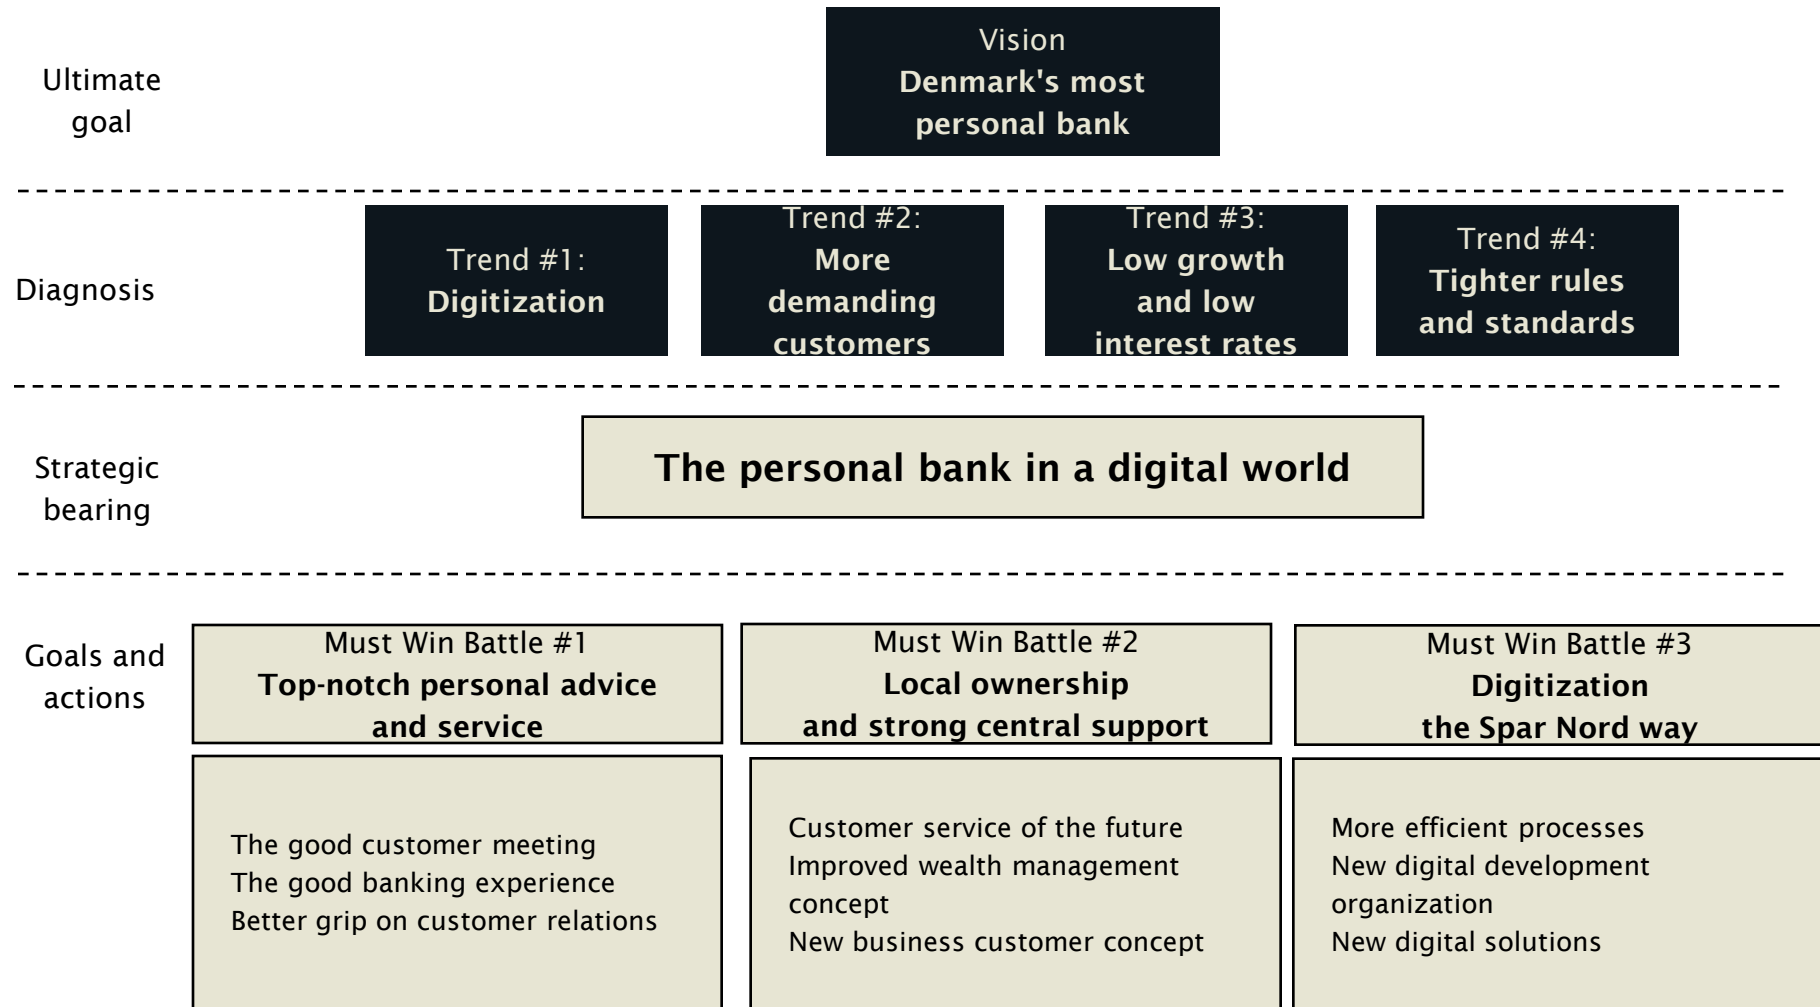 Ultimate
goal
Vision
Denmark's most
personal bank
Diagnosis
Trend #1:
Digitization
Trend #2:
More
demanding
customers
Trend #3:
Low growth
and low
interest rates
Trend #4:
Tighter rules
and standards
Strategic
bearing
The personal bank in a digital world
Goals and
actions
Must Win Battle #1
Top-notch personal advice
and service
The good customer meeting
The good banking experience
Better grip on customer relations
Must Win Battle #2
Local ownership
and strong central support
Customer service of the future
Improved wealth management
concept
New business customer concept
Must Win Battle #3
Digitization
the Spar Nord way
More efficient processes
New digital development
organization
New digital solutions